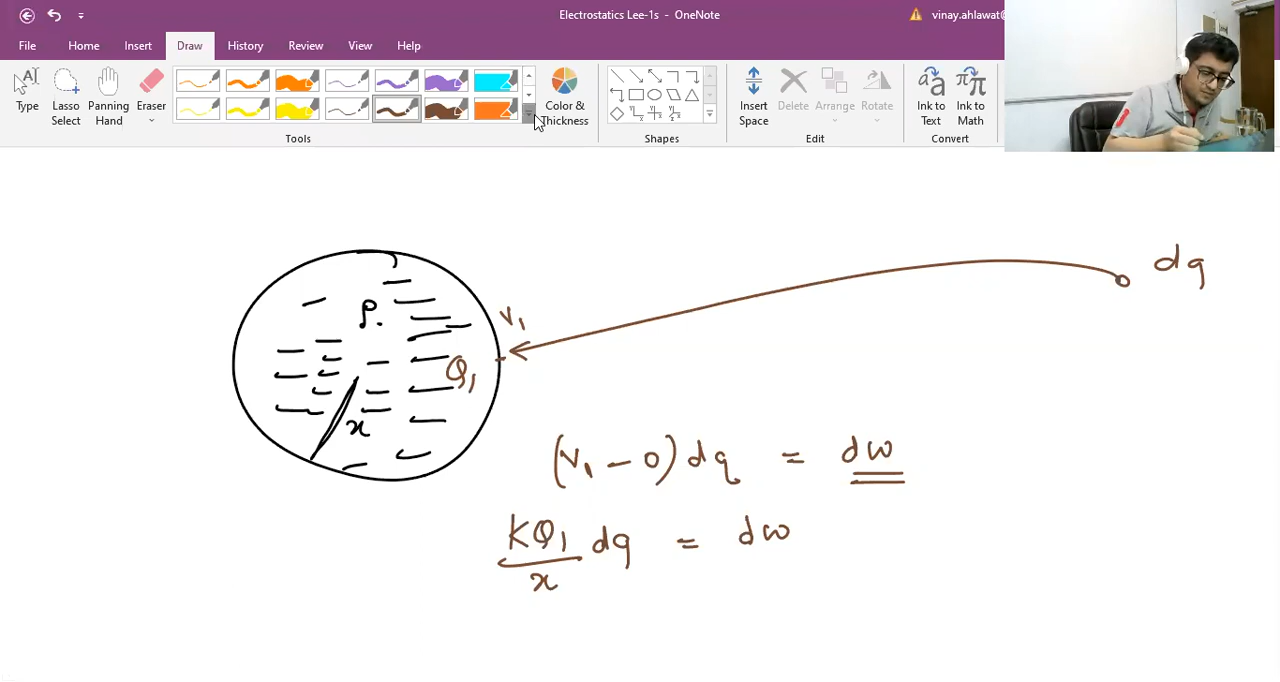 Electrostatics Lee-1s - OneNote
vinay.ahlawat@
File Home Insert Draw History Review View Help
Type
Lasso Select
Panning Hand
Eraser
Color & Thickness
Insert Space
Delete
Arrange
Rotate
Ink to Text
Ink to Math
Tools
Shapes
Edit
Convert
dq
ρ.
V1
Q1
x
(V1 - 0) dq = dw
KQ1/x dq = dw